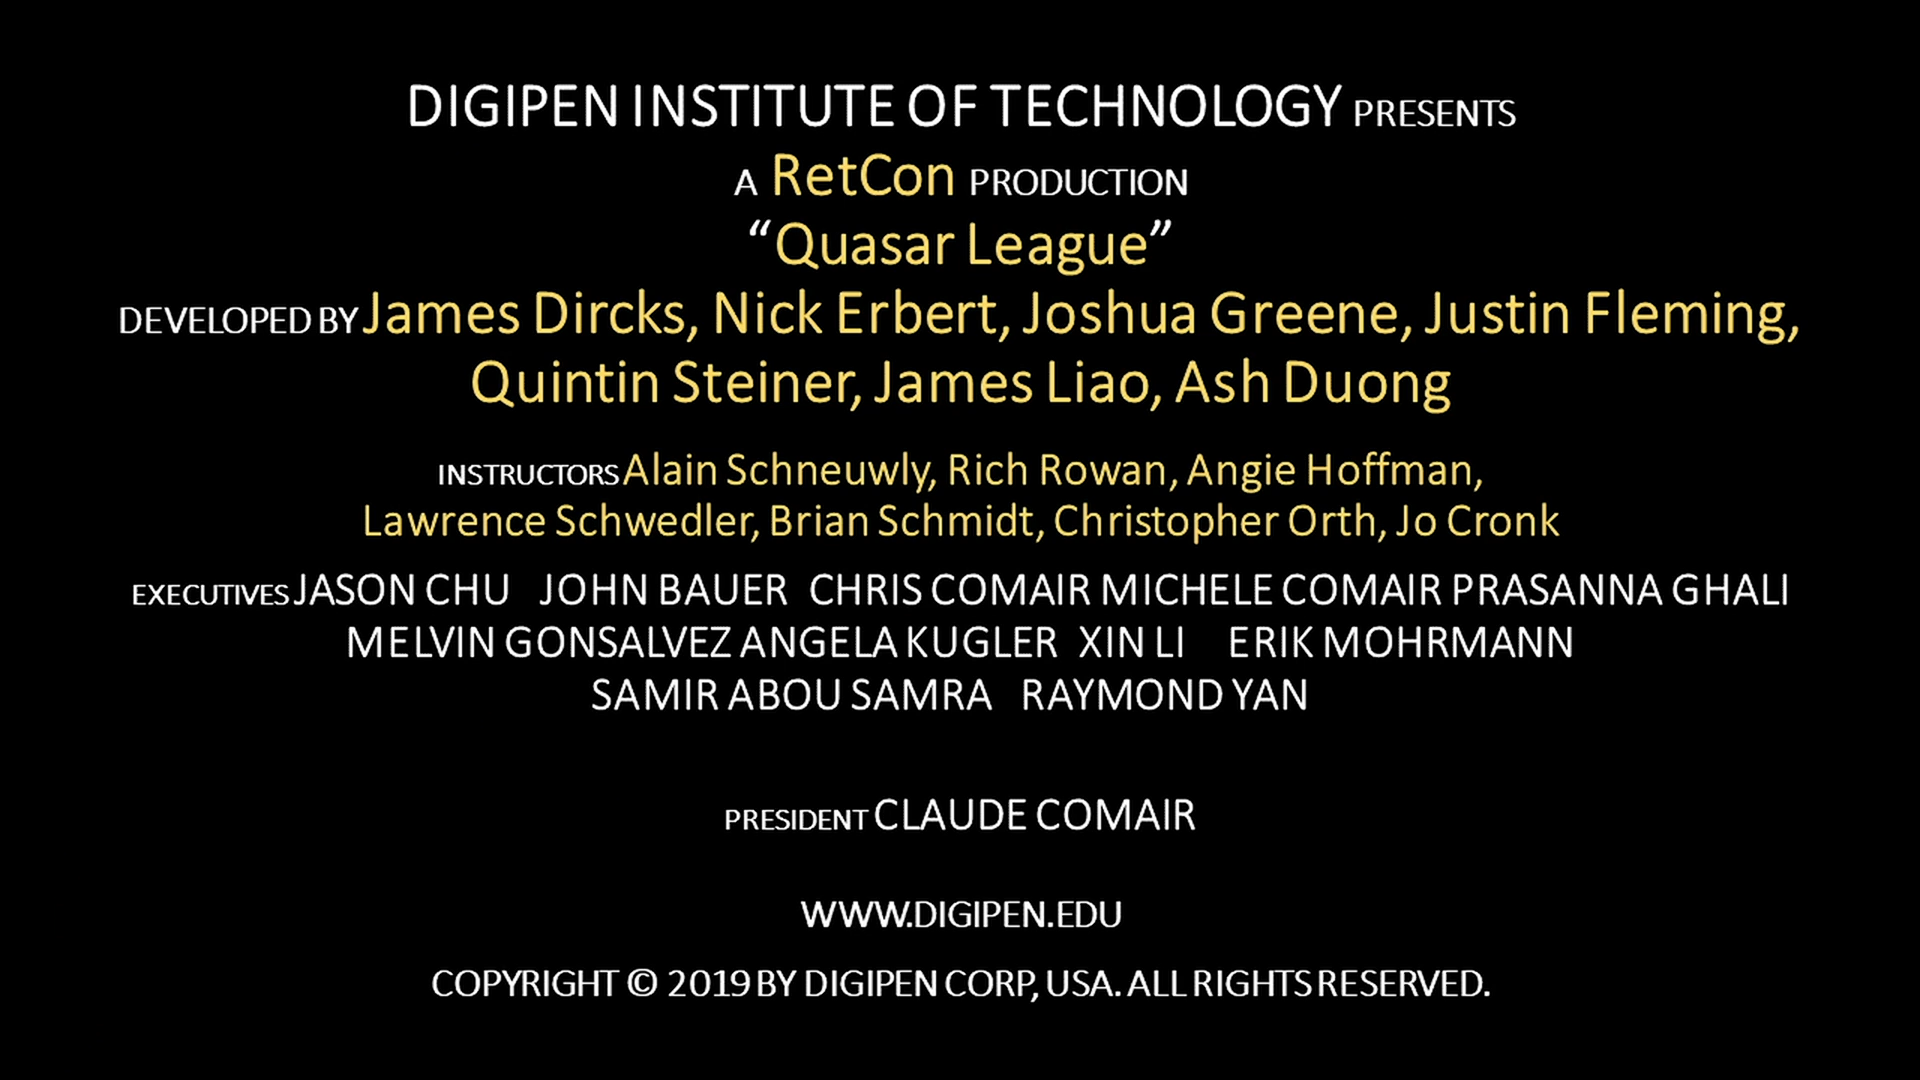 DIGIPEN INSTITUTE OF TECHNOLOGY PRESENTS
A RetCon PRODUCTION
“Quasar League”
DEVELOPED BY James Dircks, Nick Erbert, Joshua Greene, Justin Fleming,
Quintin Steiner, James Liao, Ash Duong
INSTRUCTORS Alain Schneuwly, Rich Rowan, Angie Hoffman,
Lawrence Schwedler, Brian Schmidt, Christopher Orth, Jo Cronk
EXECUTIVES JASON CHU JOHN BAUER CHRIS COMAIR MICHELE COMAIR PRASANNA GHALI
MELVIN GONSALVEZ ANGELA KUGLER XIN LI ERIK MOHRMANN
SAMIR ABOU SAMRA RAYMOND YAN
PRESIDENT CLAUDE COMAIR
WWW.DIGIPEN.EDU
COPYRIGHT © 2019 BY DIGIPEN CORP, USA. ALL RIGHTS RESERVED.